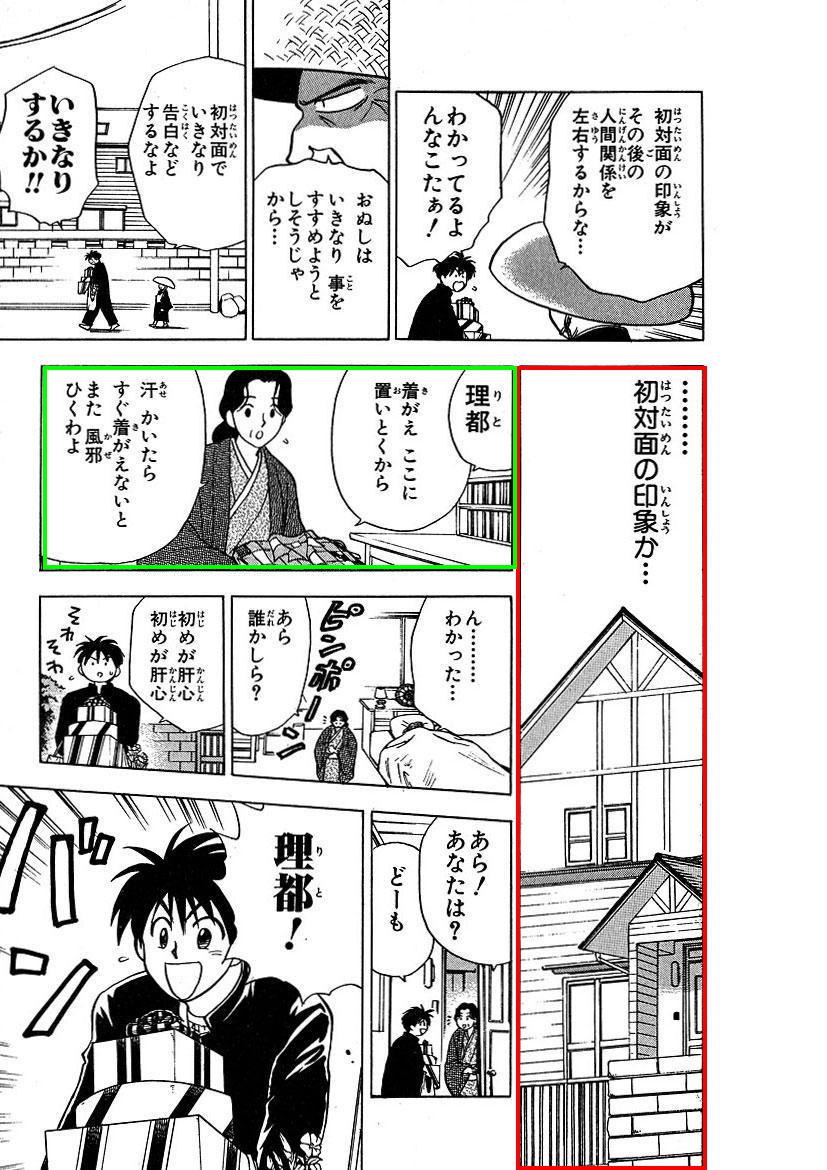 初対面の印象が
その後の
人間関係を
左右するからな…
わかってるよ
んなこたぁ!
おぬしは
いきなり 事を
すすめようと
しそうじゃ
から…
初対面で
いきなり
告白など
するなよ
いきなり
するか!!
………
初対面の印象か…
理都
着がえ ここに
置いとくから
汗 かいたら
すぐ着がえないと
また 風邪
ひくわよ
ん………
わかった…
ピンポーン
あら
誰かしら?
初めが肝心
初めが肝心
そわ
そわ
あら!
あなたは?
どーも
理都!